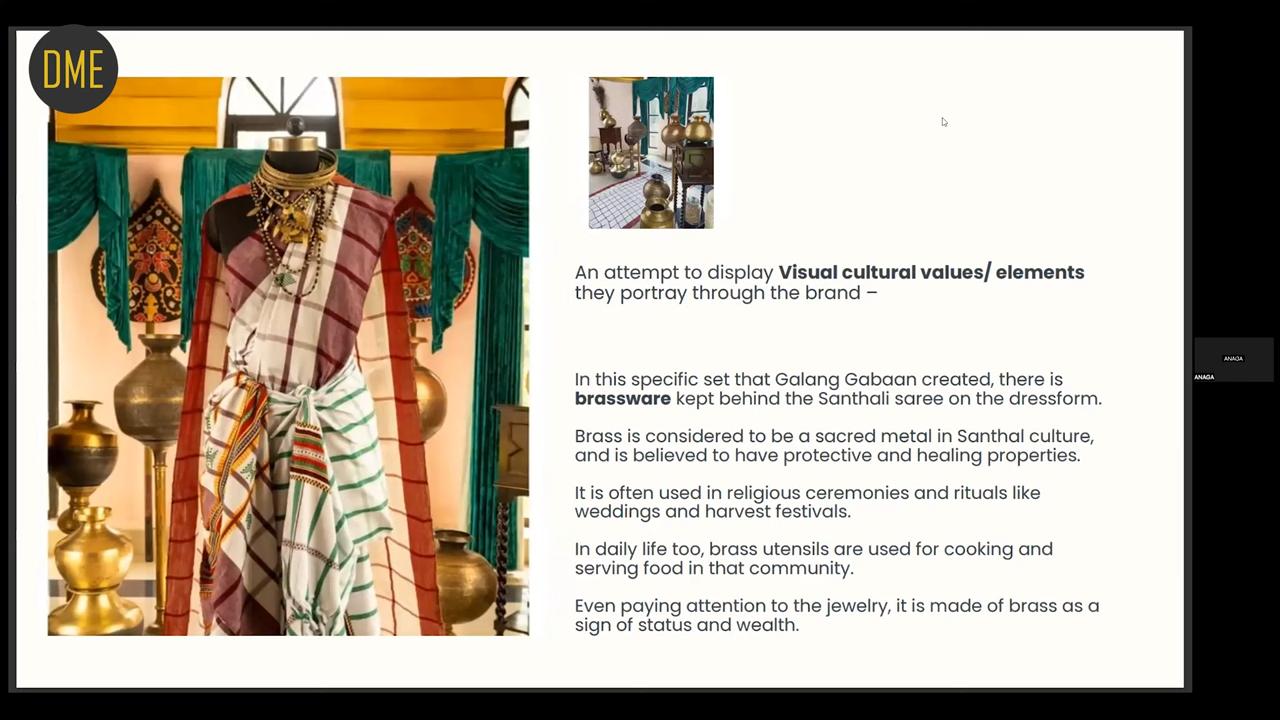 DME
An attempt to display Visual cultural values/ elements
they portray through the brand –
In this specific set that Galang Gabaan created, there is
brassware kept behind the Santhali saree on the dressform.
Brass is considered to be a sacred metal in Santhal culture,
and is believed to have protective and healing properties.
It is often used in religious ceremonies and rituals like
weddings and harvest festivals.
In daily life too, brass utensils are used for cooking and
serving food in that community.
Even paying attention to the jewelry, it is made of brass as a
sign of status and wealth.
ANAGA
ANAGA